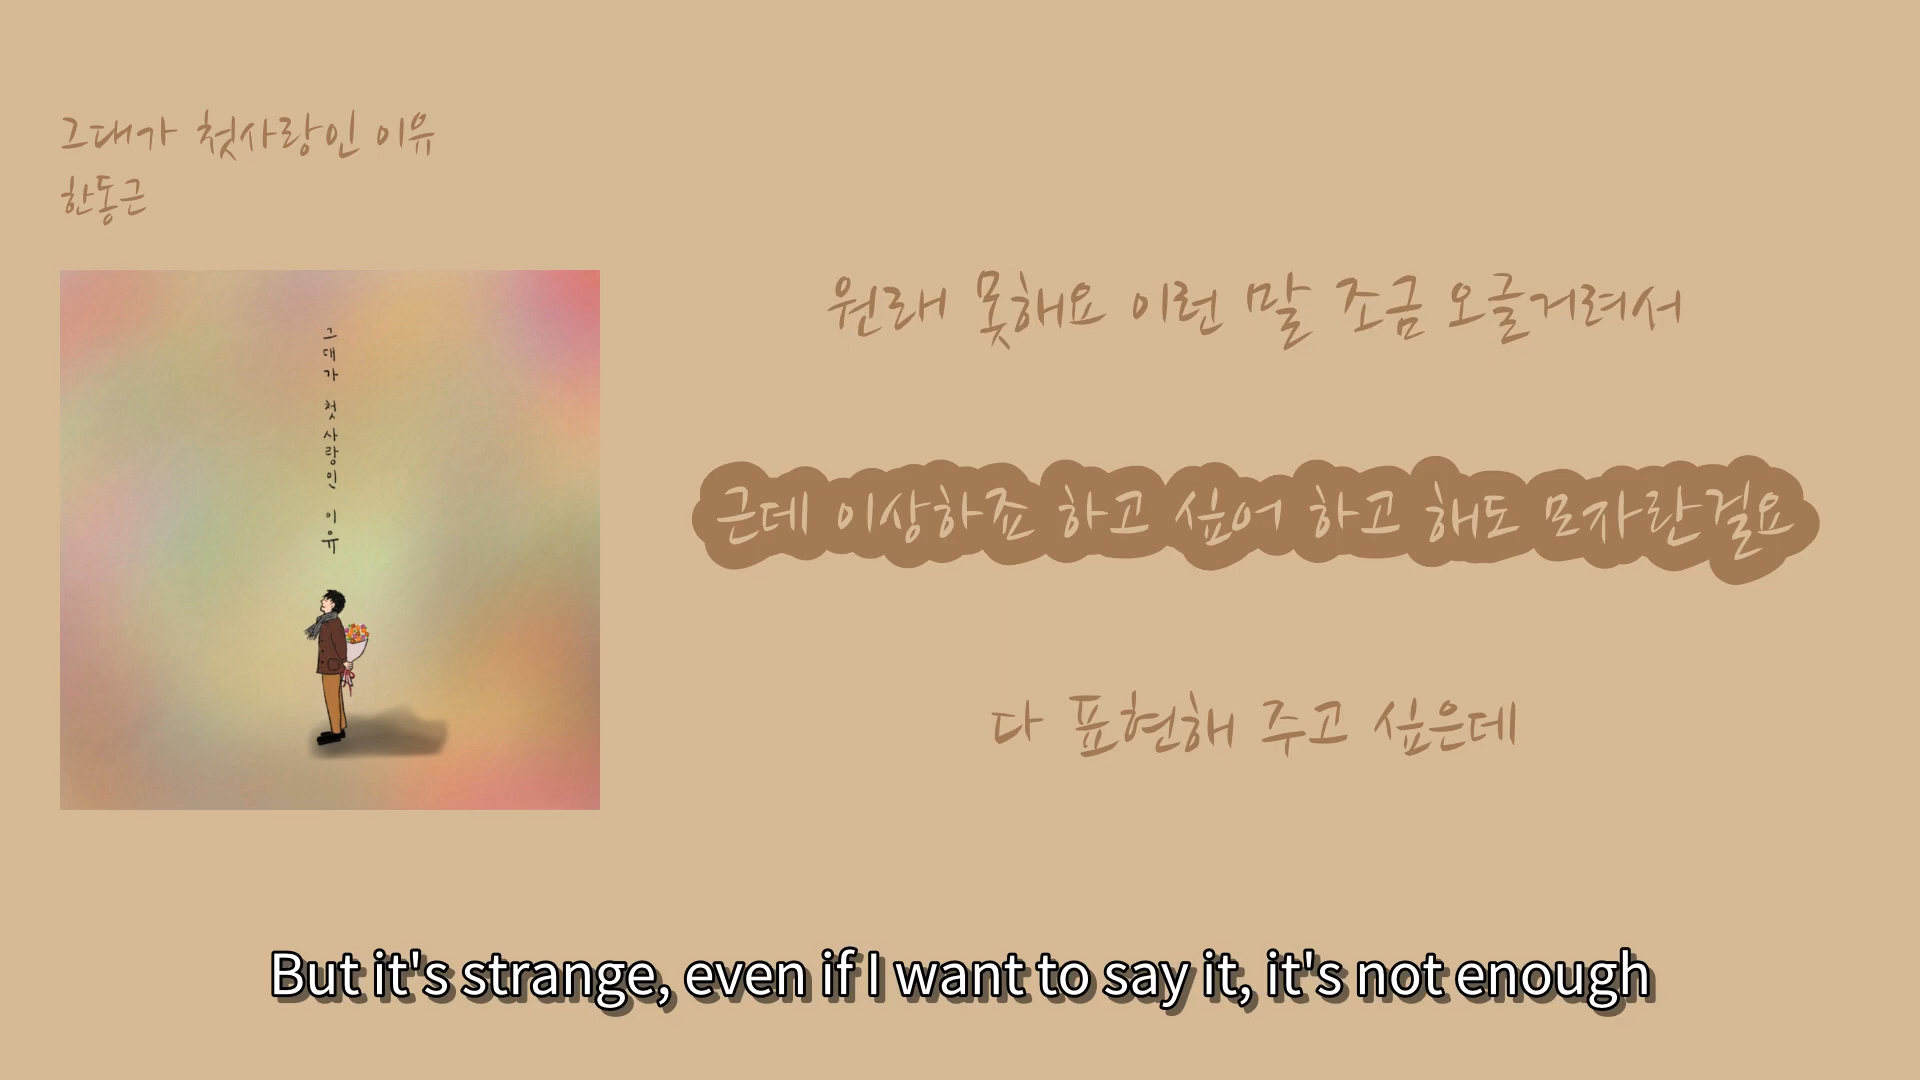 그대가 첫사랑인 이유
한동근
그대가 첫사랑인 이유
원래 못해요 이런 말 조금 오글거려서
근데 이상하죠 하고 싶어 하고 해도 모자란걸요
다 표현해 주고 싶은데
But it's strange, even if I want to say it, it's not enough